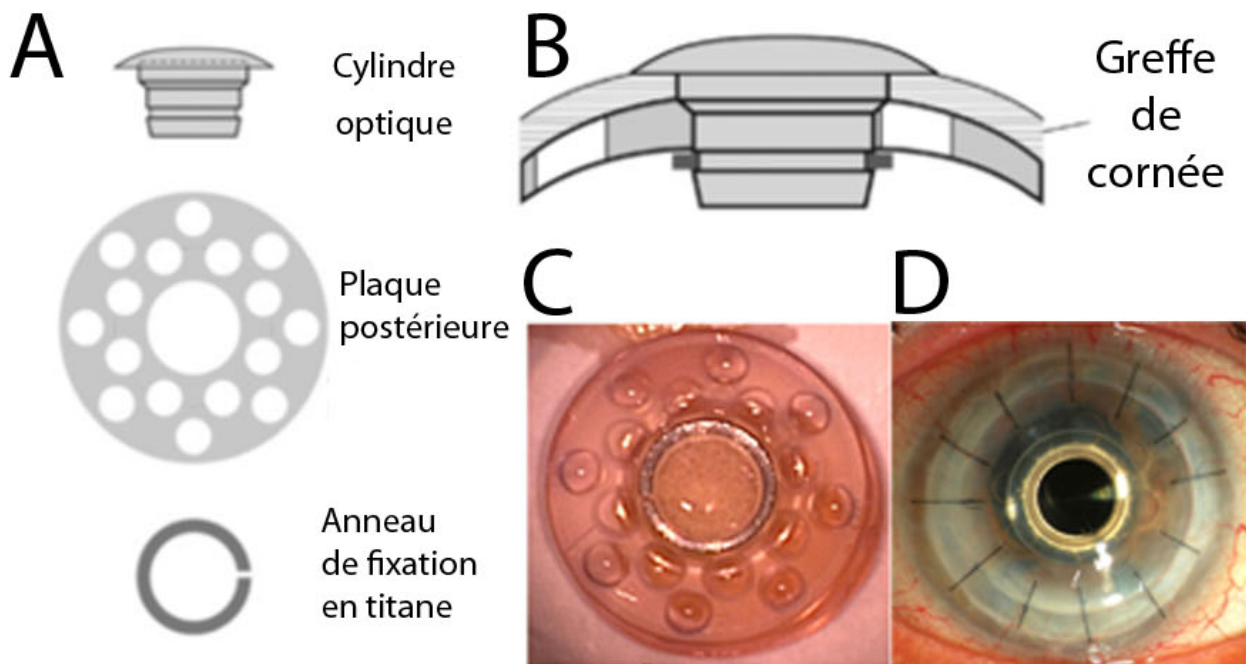 A
Cylindre
optique
Plaque
postérieure
Anneau
de fixation
en titane
B
Greffe
de
cornée
C
D